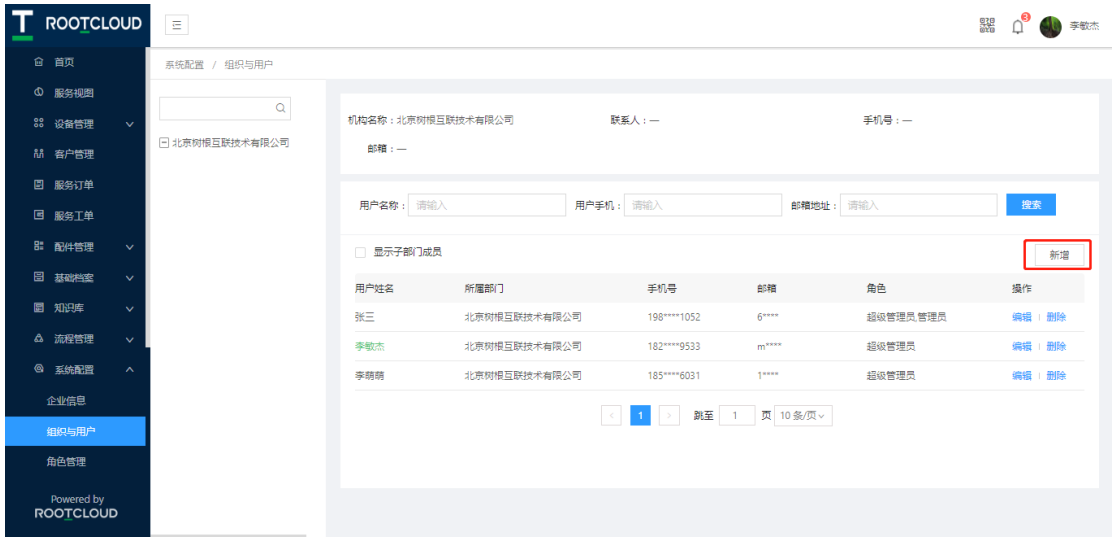 ROOTCLOUD
3
李敏杰
首页
服务视图
设备管理
客户管理
服务订单
服务工单
配件管理
基础档案
知识库
流程管理
系统配置
企业信息
组织与用户
角色管理
Powered by
ROOTCLOUD
系统配置 / 组织与用户
北京树根互联技术有限公司
机构名称：北京树根互联技术有限公司 联系人：— 手机号：—
邮箱：—
用户名称： 请输入 用户手机： 请输入 邮箱地址： 请输入 搜索
显示子部门成员 新增
用户姓名 所属部门 手机号 邮箱 角色 操作
张三 北京树根互联技术有限公司 198****1052 6**** 超级管理员,管理员 编辑 删除
李敏杰 北京树根互联技术有限公司 182****9533 m**** 超级管理员 编辑 删除
李萌萌 北京树根互联技术有限公司 185****6031 1**** 超级管理员 编辑 删除
< 1 > 跳至 1 页 10 条/页